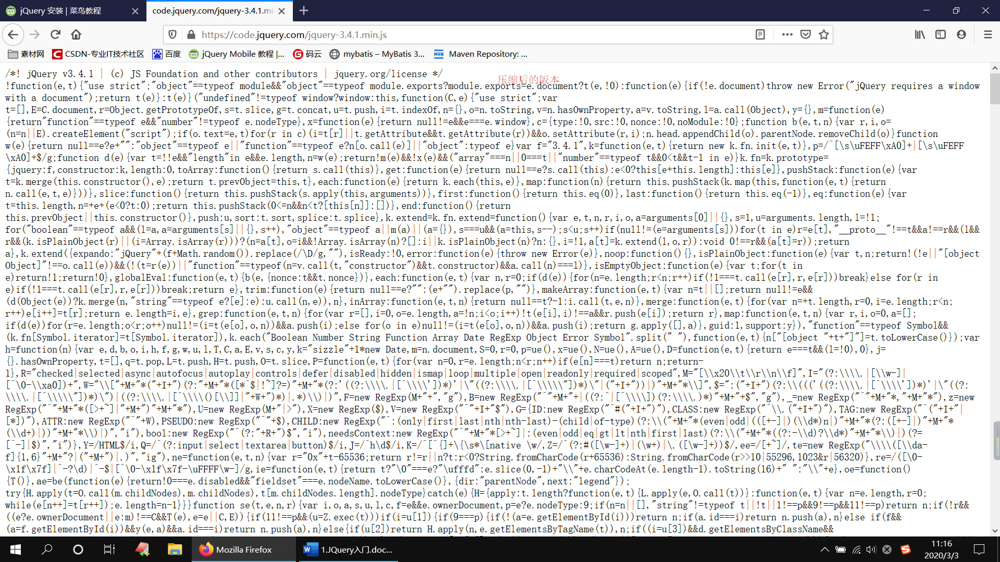 jQuery 安装 | 菜鸟教程
code.jquery.com/jquery-3.4.1.mi
https://code.jquery.com/jquery-3.4.1.min.js
素材网 CSDN-专业IT技术社区 百度 jQuery Mobile 教程 |... 码云 mybatis – MyBatis 3... Maven Repository: ...
/*! jQuery v3.4.1 | (c) JS Foundation and other contributors | jquery.org/license */
压缩后的版本
!function(e,t){"use strict";"object"==typeof module&&"object"==typeof module.exports?module.exports=e.document?t(e,!0):function(e){if(!e.document)throw new Error("jQuery requires a window
with a document");return t(e)}:t(e)}("undefined"!=typeof window?window:this,function(C,e){"use strict";var
t=[],E=C.document,r=Object.getPrototypeOf,s=t.slice,g=t.concat,u=t.push,i=t.indexOf,n={},o=n.toString,v=n.hasOwnProperty,a=v.toString,l=a.call(Object),y={},m=function(e)
{return"function"==typeof e&&"number"!=typeof e.nodeType},x=function(e){return null!=e&&e===e.window},c={type:!0,src:!0,nonce:!0,noModule:!0};function b(e,t,n){var r,i,o=
(n=n||E).createElement("script");if(o.text=e,t)for(r in c)(i=t[r]||t.getAttribute&&t.getAttribute(r))&&o.setAttribute(r,i);n.head.appendChild(o).parentNode.removeChild(o)}function
w(e){return null==e?e+"":"object"==typeof e||"function"==typeof e?n[o.call(e)]||"object":typeof e}var f="3.4.1",k=function(e,t){return new k.fn.init(e,t)},p=/^[\s\uFEFF\xA0]+|[\s\uFEFF
\xA0]+$/g;function d(e){var t=!!e&&"length"in e&&e.length,n=w(e);return!m(e)&&!x(e)&&("array"===n||0===t||"number"==typeof t&&0<t&&t-1 in e)}k.fn=k.prototype=
{jquery:f,constructor:k,length:0,toArray:function(){return s.call(this)},get:function(e){return null==e?s.call(this):e<0?this[e+this.length]:this[e]},pushStack:function(e){var
t=k.merge(this.constructor(),e);return t.prevObject=this,t},each:function(e){return k.each(this,e)},map:function(n){return this.pushStack(k.map(this,function(e,t){return
n.call(e,t,e)}))},slice:function(){return this.pushStack(s.apply(this,arguments))},first:function(){return this.eq(0)},last:function(){return this.eq(-1)},eq:function(e){var
t=this.length,n=+e+(e<0?t:0);return this.pushStack(0<=n&&n<t?[this[n]]:[])},end:function(){return
this.prevObject||this.constructor()},push:u,sort:t.sort,splice:t.splice},k.extend=k.fn.extend=function(){var e,t,n,r,i,o,a=arguments[0]||{},s=1,u=arguments.length,l=!1;
for("boolean"==typeof a&&(l=a,a=arguments[s]||{},s++),"object"==typeof a||m(a)||(a={}),s===u&&(a=this,s--);s<u;s++)if(null!=(e=arguments[s]))for(t in e)r=e[t],"__proto__"!==t&&a!==r&&(l&&
r&&(k.isPlainObject(r)||(i=Array.isArray(r)))?(n=a[t],o=i&&!Array.isArray(n)?[]:i||k.isPlainObject(n)?n:{},i=!1,a[t]=k.extend(l,o,r)):void 0!==r&&(a[t]=r));return
a},k.extend({expando:"jQuery"+(f+Math.random()).replace(/\D/g,""),isReady:!0,error:function(e){throw new Error(e)},noop:function(){},isPlainObject:function(e){var t,n;return!(!e||"[object
Object]"!==o.call(e))&&(!(t=r(e))||"function"==typeof(n=v.call(t,"constructor")&&t.constructor)&&a.call(n)===l)},isEmptyObject:function(e){var t;for(t in
e)return!1;return!0},globalEval:function(e,t){b(e,{nonce:t&&t.nonce})},each:function(e,t){var n,r=0;if(d(e)){for(n=e.length;r<n;r++)if(!1===t.call(e[r],r,e[r]))break}else for(r in
e)if(!1===t.call(e[r],r,e[r]))break;return e},trim:function(e){return null==e?"":(e+"").replace(p,"")},makeArray:function(e,t){var n=t||[];return null!=e&&
(d(Object(e))?k.merge(n,"string"==typeof e?[e]:e):u.call(n,e)),n},inArray:function(e,t,n){return null==t?-1:i.call(t,e,n)},merge:function(e,t){for(var n=+t.length,r=0,i=e.length;r<n;
r++)e[i++]=t[r];return e.length=i,e},grep:function(e,t,n){for(var r=[],i=0,o=e.length,a=!n;i<o;i++)!t(e[i],i)!==a&&r.push(e[i]);return r},map:function(e,t,n){var r,i,o=0,a=[];
if(d(e))for(r=e.length;o<r;o++)null!=(i=t(e[o],o,n))&&a.push(i);else for(o in e)null!=(i=t(e[o],o,n))&&a.push(i);return g.apply([],a)},guid:1,support:y}),"function"==typeof Symbol&&
(k.fn[Symbol.iterator]=t[Symbol.iterator]),k.each("Boolean Number String Function Array Date RegExp Object Error Symbol".split(" "),function(e,t){n["[object "+t+"]"]=t.toLowerCase()});var
h=function(n){var e,d,b,o,i,h,f,g,w,u,l,T,C,a,E,v,s,c,y,k="sizzle"+1*new Date,m=n.document,S=0,r=0,p=ue(),x=ue(),N=ue(),A=ue(),D=function(e,t){return e===t&&(l=!0),0},j=
{}.hasOwnProperty,t=[],q=t.pop,L=t.push,H=t.push,O=t.slice,P=function(e,t){for(var n=0,r=e.length;n<r;n++)if(e[n]===t)return n;return-
1},R="checked|selected|async|autofocus|autoplay|controls|defer|disabled|hidden|ismap|loop|multiple|open|readonly|required|scoped",M="[\\x20\\t\\r\\n\\f]",I="(?:\\\\.|[\\w-]|
[^\0-\\xa0])+",W="\\["+M+"*("+I+")(?:"+M+"*([*^$|!~]?=)"+M+"*(?:'((?:\\\\.|[^\\\\'])*)'|\"((?:\\\\.|[^\\\\\"])*)\"|("+I+"))|)"+M+"*\\]",$=":("+I+")(?:\\((('((?:\\\\.|[^\\\\'])*)'|\"((?:
\\\\.|[^\\\\\"])*)\")|((?:\\\\.|[^\\\\()[\\]]|"+W+")*)|.*)\\)|)",F=new RegExp(M+"+","g"),B=new RegExp("^"+M+"+|((?:^|[^\\\\])(?:\\\\.)*)"+M+"+$","g"),_=new RegExp("^"+M+"*,"+M+"*"),z=new
RegExp("^"+M+"*([>+~]|"+M+")"+M+"*"),U=new RegExp(M+"|>"),X=new RegExp($),V=new RegExp("^"+I+"$"),G={ID:new RegExp("^#("+I+")"),CLASS:new RegExp("^\\.("+I+")"),TAG:new RegExp("^("+I+"|
[*])"),ATTR:new RegExp("^"+W),PSEUDO:new RegExp("^"+$),CHILD:new RegExp("^:(only|first|last|nth|nth-last)-(child|of-type)(?:\\("+M+"*(even|odd|(([+-]|)(\\d*)n|)"+M+"*(?:([+-]|)"+M+"*
(\\d+)|))"+M+"*\\)|)","i"),bool:new RegExp("^(?:"+R+")$","i"),needsContext:new RegExp("^"+M+"*[>+~]|:(even|odd|eq|gt|lt|nth|first|last)(?:\\("+M+"*((?:-\\d)?\\d*)"+M+"*\\)|)(?=
[^-]|$)","i")},Y=/HTML$/i,Q=/^(?:input|select|textarea|button)$/i,J=/^h\d$/i,K=/^[^{]+\{\s*\[native \w/,Z=/^(?:#([\w-]+)|(\w+)|\.([\w-]+))$/,ee=/[+~]/,te=new RegExp("\\\\([\\da-
f]{1,6}"+M+"?|("+M+")|.)","ig"),ne=function(e,t,n){var r="0x"+t-65536;return r!=r||n?t:r<0?String.fromCharCode(r+65536):String.fromCharCode(r>>10|55296,1023&r|56320)},re=/([\0-
\x1f\x7f]|^-?\d)|^-$|[^\0-\x1f\x7f-\uFFFF\w-]/g,ie=function(e,t){return t?"\0"===e?"\ufffd":e.slice(0,-1)+"\\"+e.charCodeAt(e.length-1).toString(16)+" ":"\\"+e},oe=function()
{T()},ae=be(function(e){return!0===e.disabled&&"fieldset"===e.nodeName.toLowerCase()},{dir:"parentNode",next:"legend"});
try{H.apply(t=O.call(m.childNodes),m.childNodes),t[m.childNodes.length].nodeType}catch(e){H={apply:t.length?function(e,t){L.apply(e,O.call(t))}:function(e,t){var n=e.length,r=0;
while(e[n++]=t[r++]);e.length=n-1}}}function se(t,e,n,r){var i,o,a,s,u,l,c,f=e&&e.ownerDocument,p=e?e.nodeType:9;if(n=n||[],"string"!=typeof t||!t||1!==p&&9!==p&&11!==p)return n;if(!r&&
((e?e.ownerDocument||e:m)!==C&&T(e),e=e||C,E)){if(11!==p&&(u=Z.exec(t)))if(i=u[1]){if(9===p){if(!(a=e.getElementById(i)))return n;if(a.id===i)return n.push(a),n}else if(f&&
(a=f.getElementById(i))&&y(e,a)&&a.id===i)return n.push(a),n}else{if(u[2])return H.apply(n,e.getElementsByTagName(t)),n;if((i=u[3])&&d.getElementsByClassName&&
Mozilla Firefox
1.JQuery入门.doc...
11:16
2020/3/3